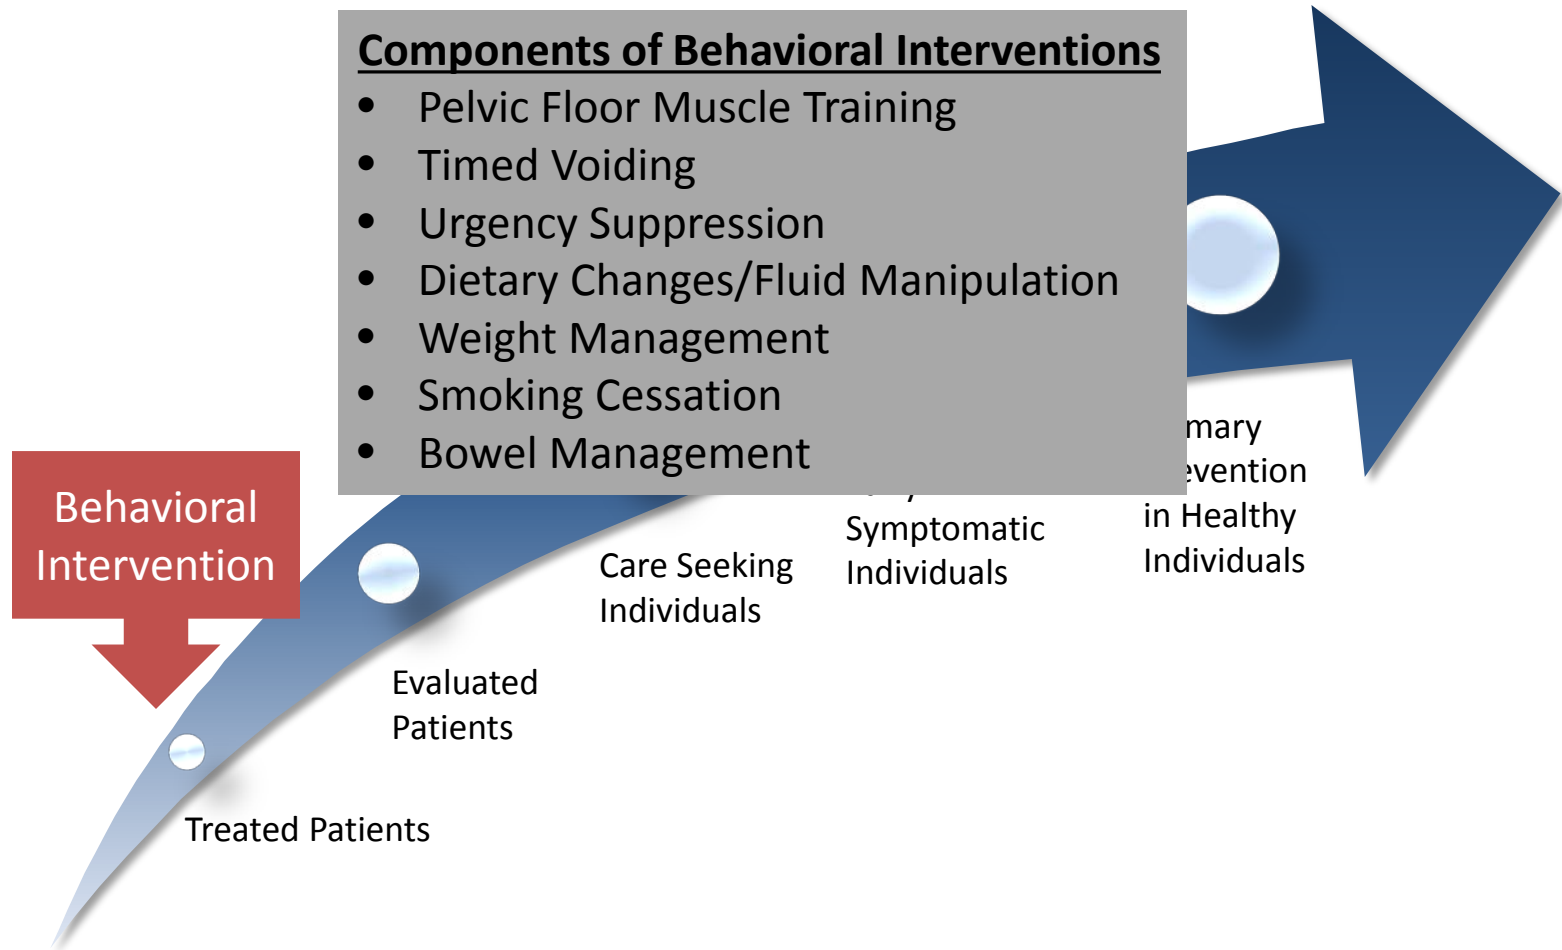 Components of Behavioral Interventions
• Pelvic Floor Muscle Training
• Timed Voiding
• Urgency Suppression
• Dietary Changes/Fluid Manipulation
• Weight Management
• Smoking Cessation
• Bowel Management
Behavioral
Intervention
in Healthy
Individuals
Symptomatic
Individuals
Care Seeking
Individuals
Evaluated
Patients
Treated Patients